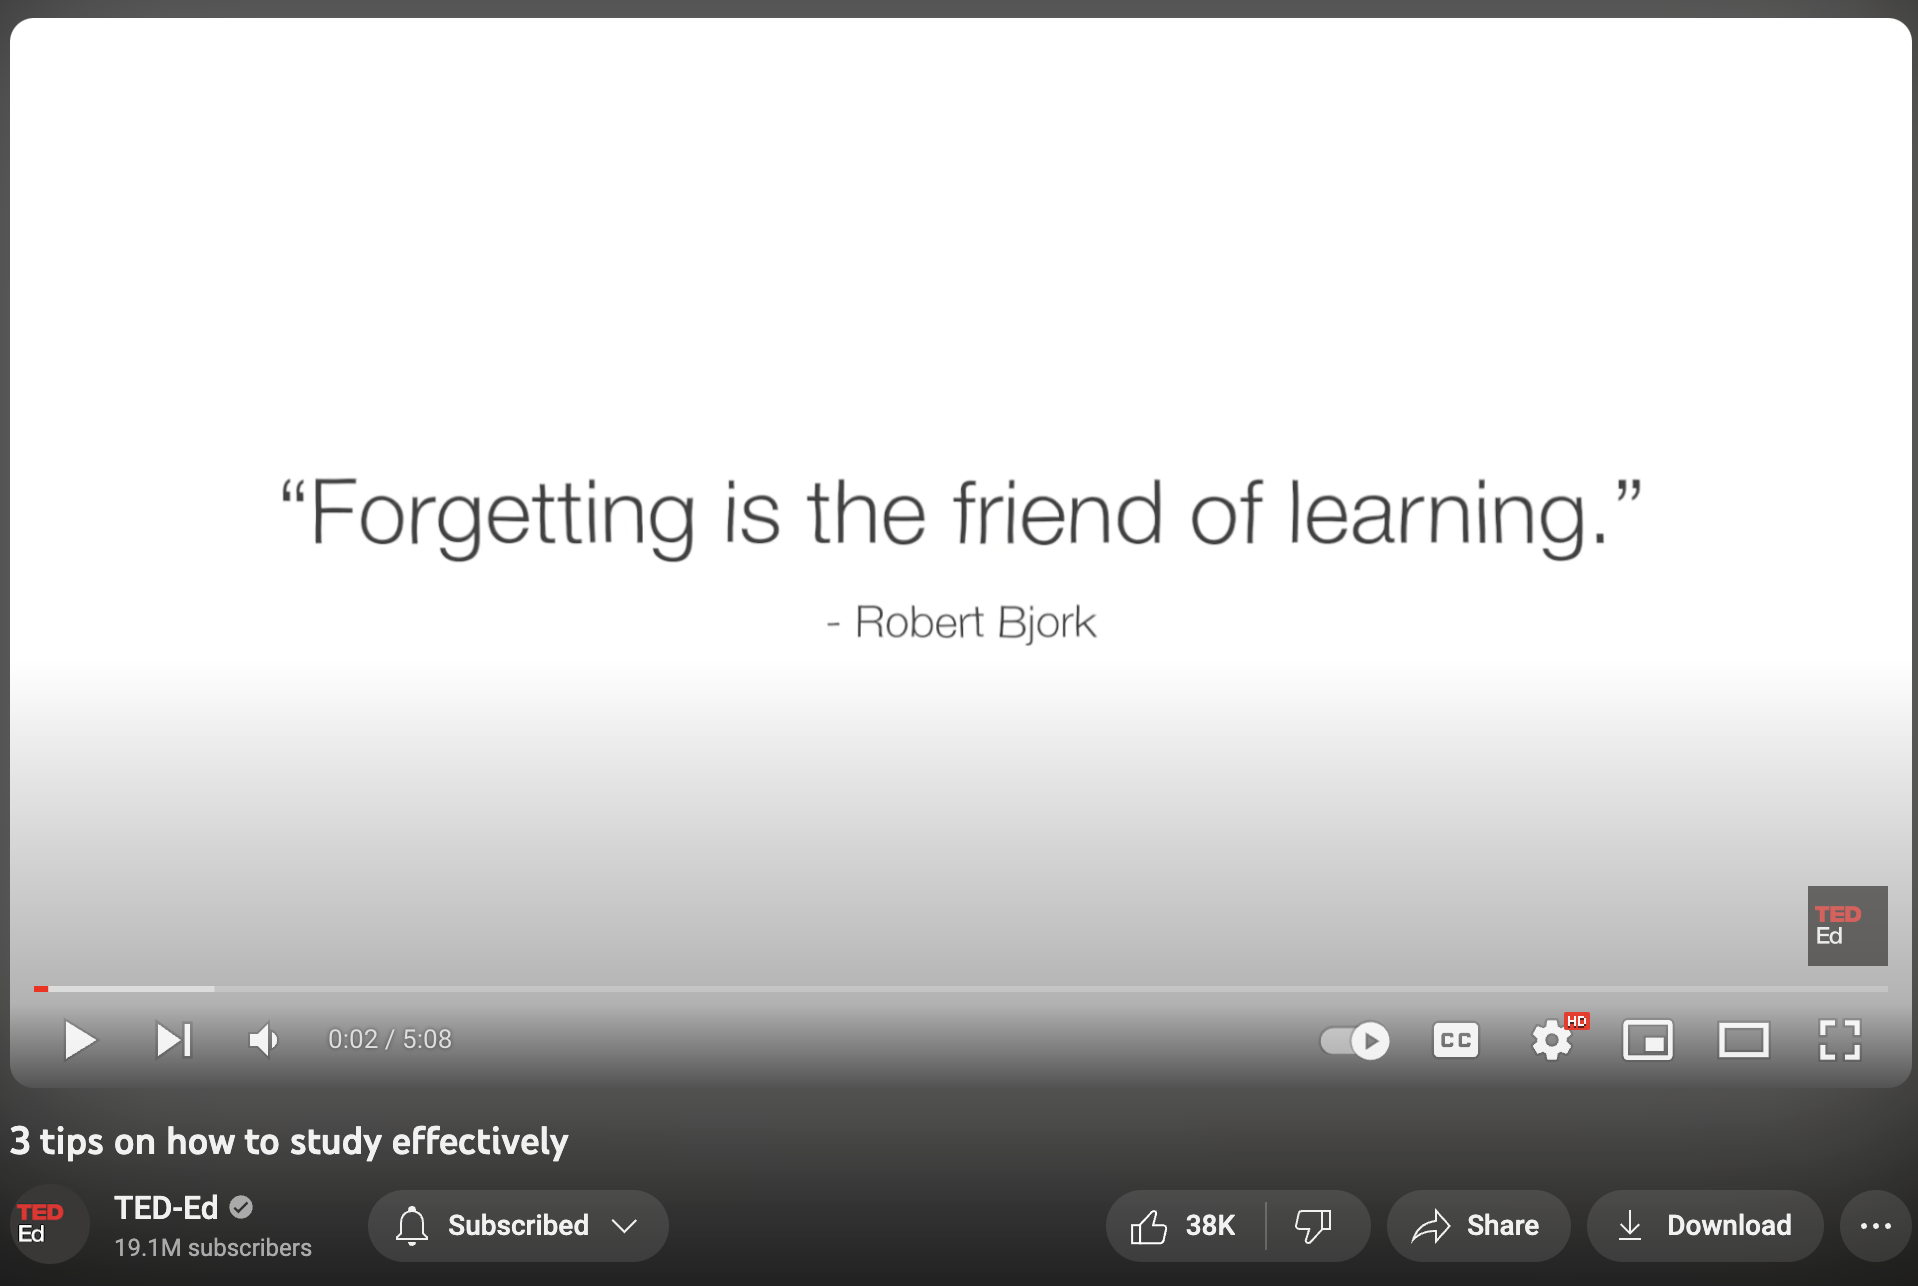 “Forgetting is the friend of learning.”
- Robert Bjork
TED
Ed
0:02 / 5:08
CC
HD
3 tips on how to study effectively
TED
Ed
TED-Ed
19.1M subscribers
Subscribed
38K
Share
Download